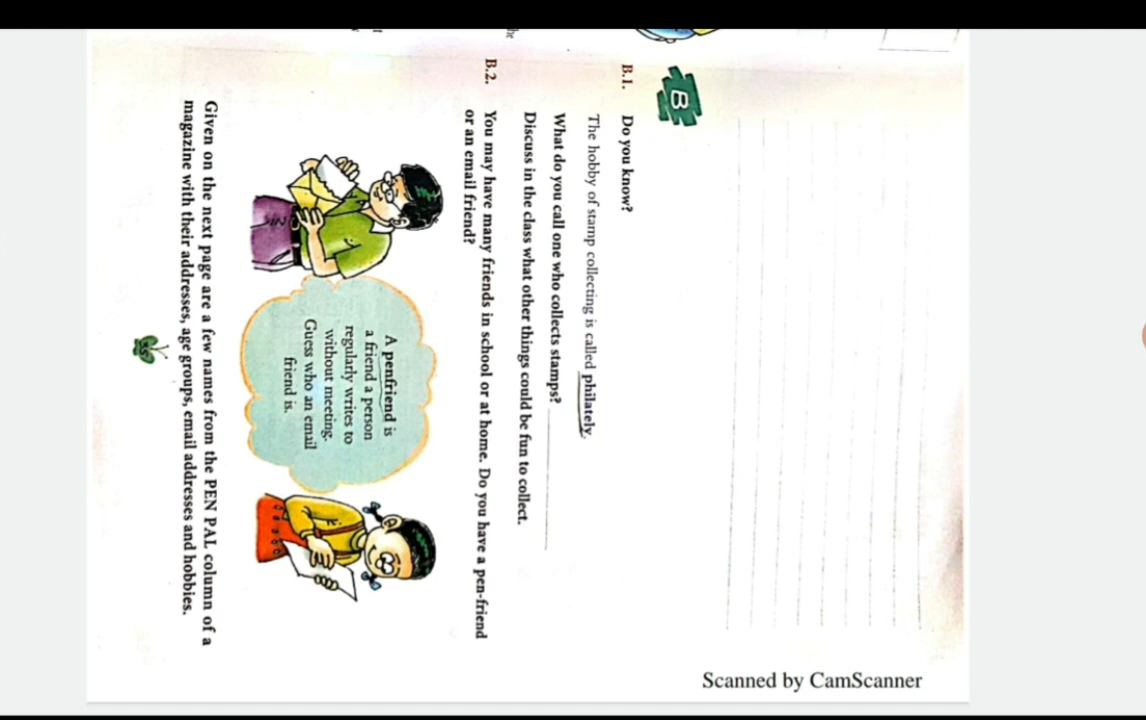 B
B.1. Do you know?
The hobby of stamp collecting is called philately.
What do you call one who collects stamps?
Discuss in the class what other things could be fun to collect.
B.2. You may have many friends in school or at home. Do you have a pen-friend
or an email friend?
A penfriend is
a friend a person
regularly writes to
without meeting.
Guess who an email
friend is.
Given on the next page are a few names from the PEN PAL column of a
magazine with their addresses, age groups, email addresses and hobbies.
Scanned by CamScanner